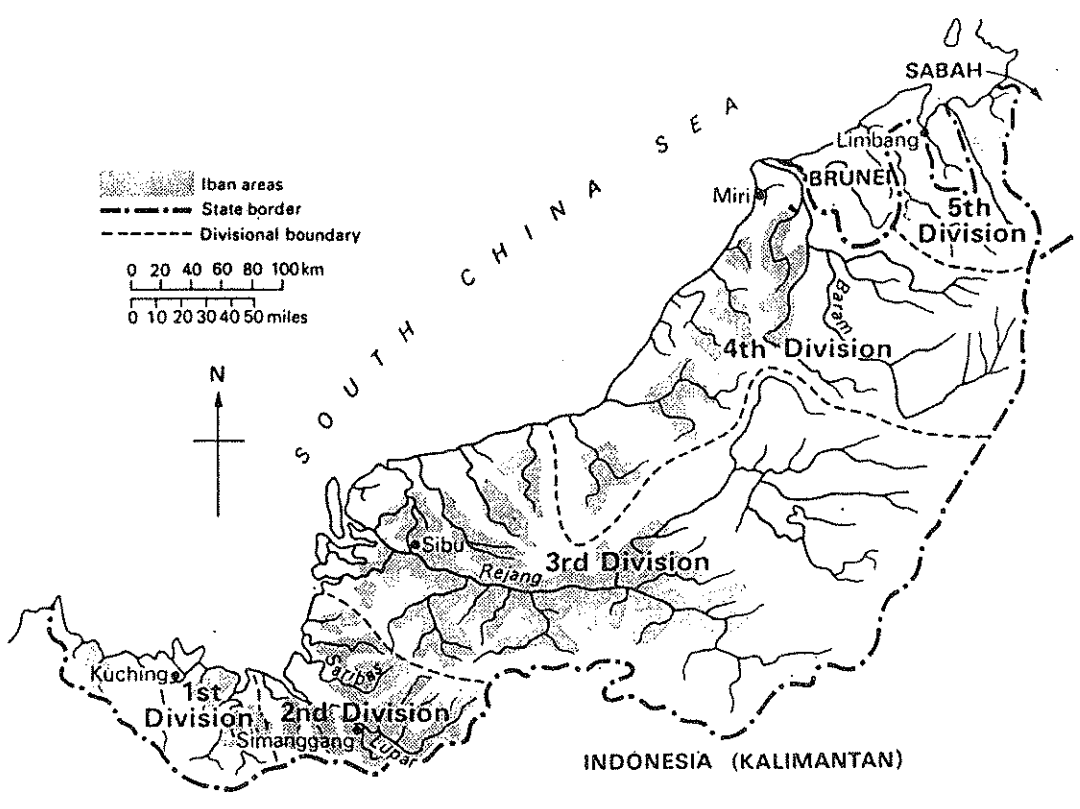 SABAH
SOUTH CHINA SEA
Limbang
BRUNEI
Miri
5th
Division
Iban areas
State border
Divisional boundary
0 20 40 60 80 100 km
0 10 20 30 40 50 miles
Baram
4th Division
N
Sibu
3rd Division
Rejang
Saribas
Kuching
1st
Division
2nd Division
Simanggang
Lupar
INDONESIA (KALIMANTAN)